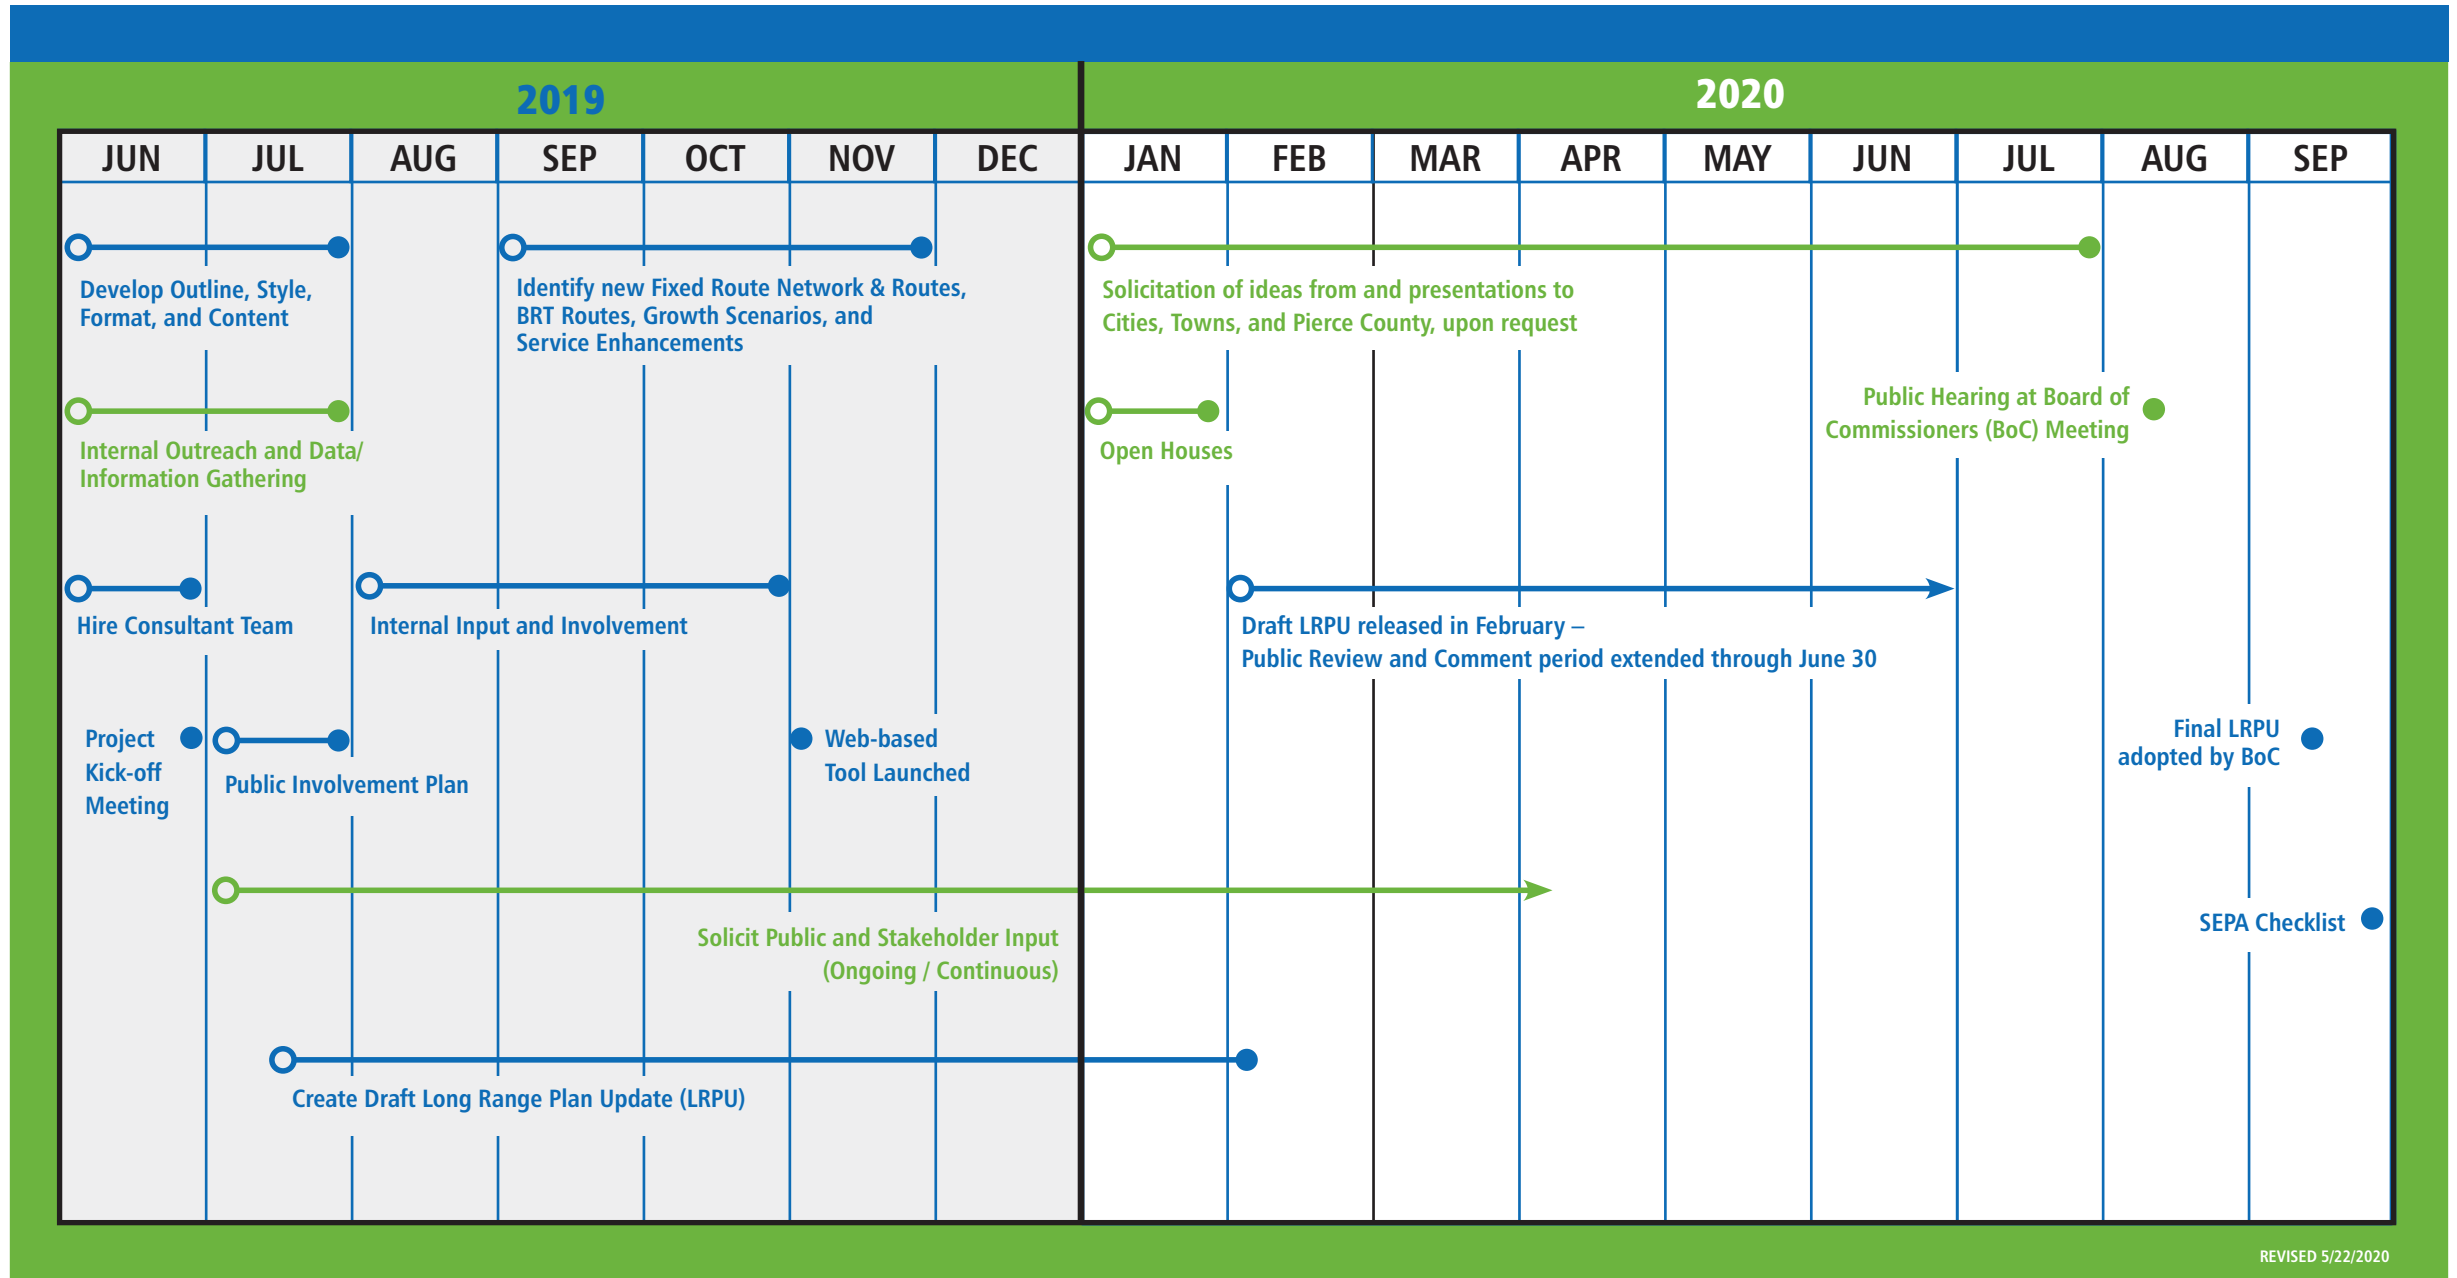 2019
2020
JUN JUL AUG SEP OCT NOV DEC JAN FEB MAR APR MAY JUN JUL AUG SEP
Develop Outline, Style,
Format, and Content
Identify new Fixed Route Network & Routes,
BRT Routes, Growth Scenarios, and
Service Enhancements
Solicitation of ideas from and presentations to
Cities, Towns, and Pierce County, upon request
Internal Outreach and Data/
Information Gathering
Open Houses
Public Hearing at Board of
Commissioners (BoC) Meeting
Hire Consultant Team
Internal Input and Involvement
Draft LRPU released in February –
Public Review and Comment period extended through June 30
Project
Kick-off
Meeting
Public Involvement Plan
Web-based
Tool Launched
Final LRPU
adopted by BoC
Solicit Public and Stakeholder Input
(Ongoing / Continuous)
SEPA Checklist
Create Draft Long Range Plan Update (LRPU)
REVISED 5/22/2020